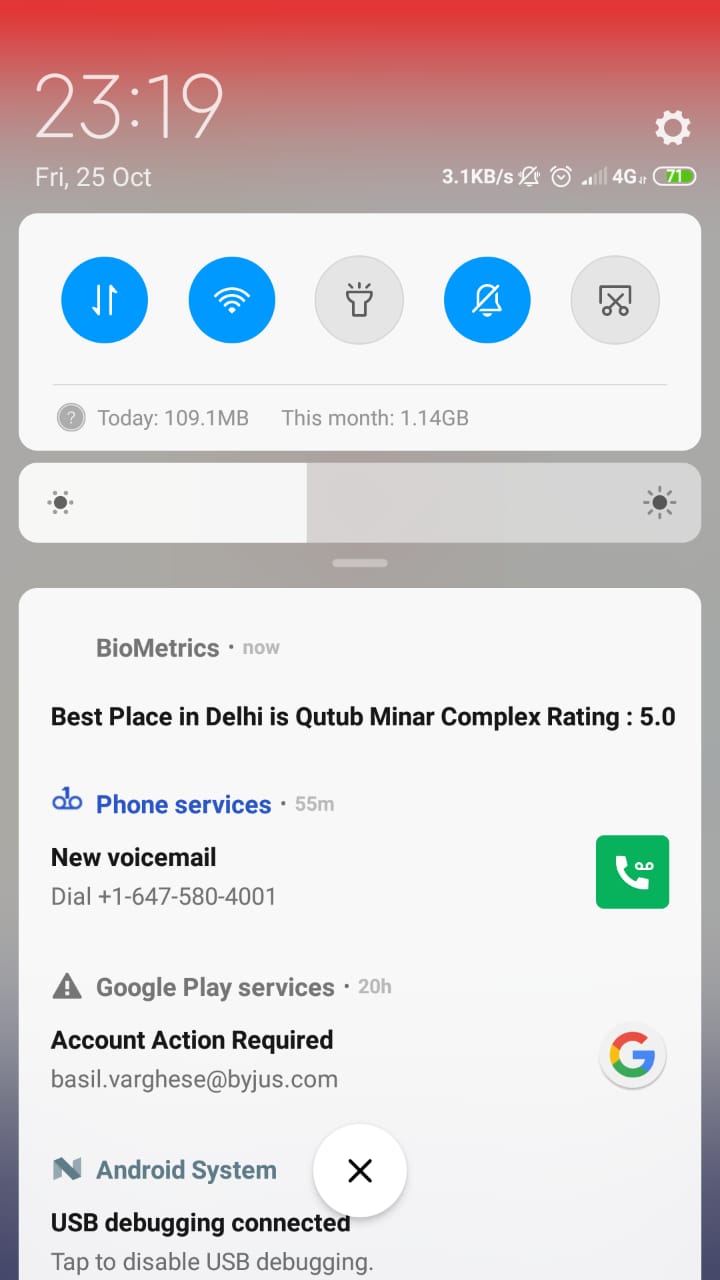 23:19
Fri, 25 Oct
3.1KB/s 4G 71
? Today: 109.1MB This month: 1.14GB
BioMetrics · now
Best Place in Delhi is Qutub Minar Complex Rating : 5.0
Phone services · 55m
New voicemail
Dial +1-647-580-4001
Google Play services · 20h
Account Action Required
basil.varghese@byjus.com
Android System
USB debugging connected
Tap to disable USB debugging.